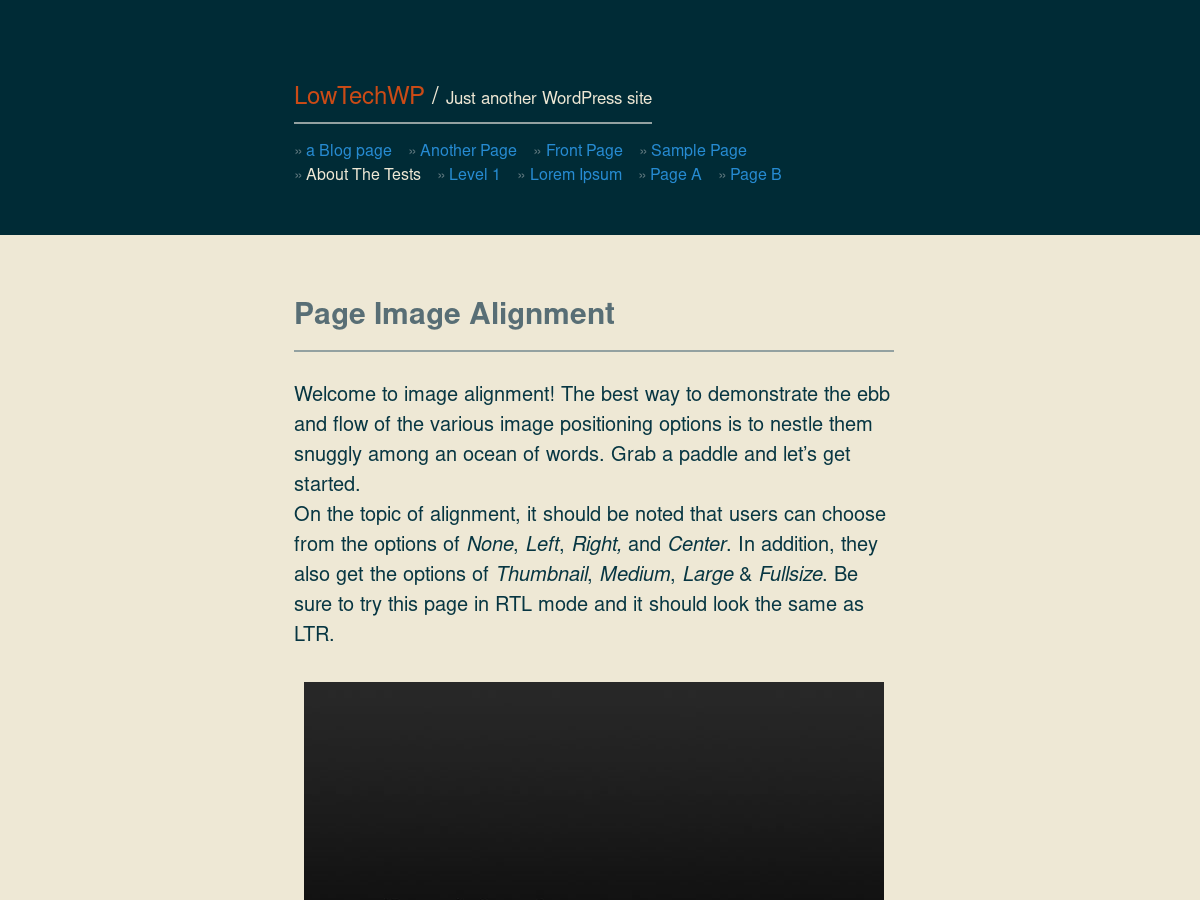 LowTechWP / Just another WordPress site
» a Blog page » Another Page » Front Page » Sample Page
» About The Tests » Level 1 » Lorem Ipsum » Page A » Page B
Page Image Alignment
Welcome to image alignment! The best way to demonstrate the ebb
and flow of the various image positioning options is to nestle them
snuggly among an ocean of words. Grab a paddle and let’s get
started.
On the topic of alignment, it should be noted that users can choose
from the options of None, Left, Right, and Center. In addition, they
also get the options of Thumbnail, Medium, Large & Fullsize. Be
sure to try this page in RTL mode and it should look the same as
LTR.